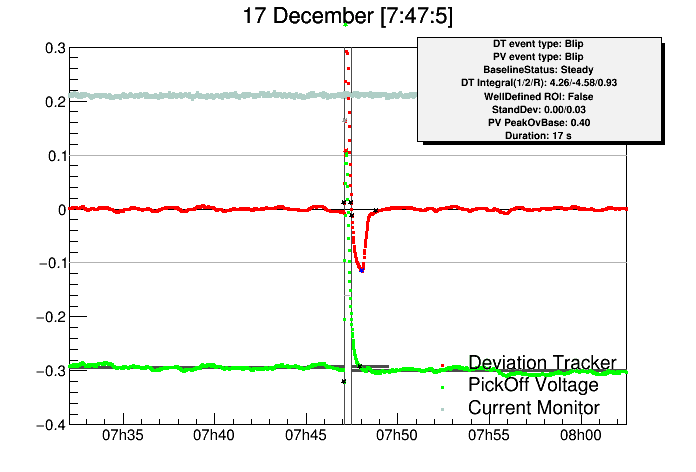 17 December [7:47:5]
DT event type: Blip
PV event type: Blip
BaselineStatus: Steady
DT Integral(1/2/R): 4.26/-4.58/0.93
WellDefined ROI: False
StandDev: 0.00/0.03
PV PeakOvBase: 0.40
Duration: 17 s
0.3
0.2
0.1
0
−0.1
−0.2
−0.3
−0.4
Deviation Tracker
PickOff Voltage
Current Monitor
07h35
07h40
07h45
07h50
07h55
08h00